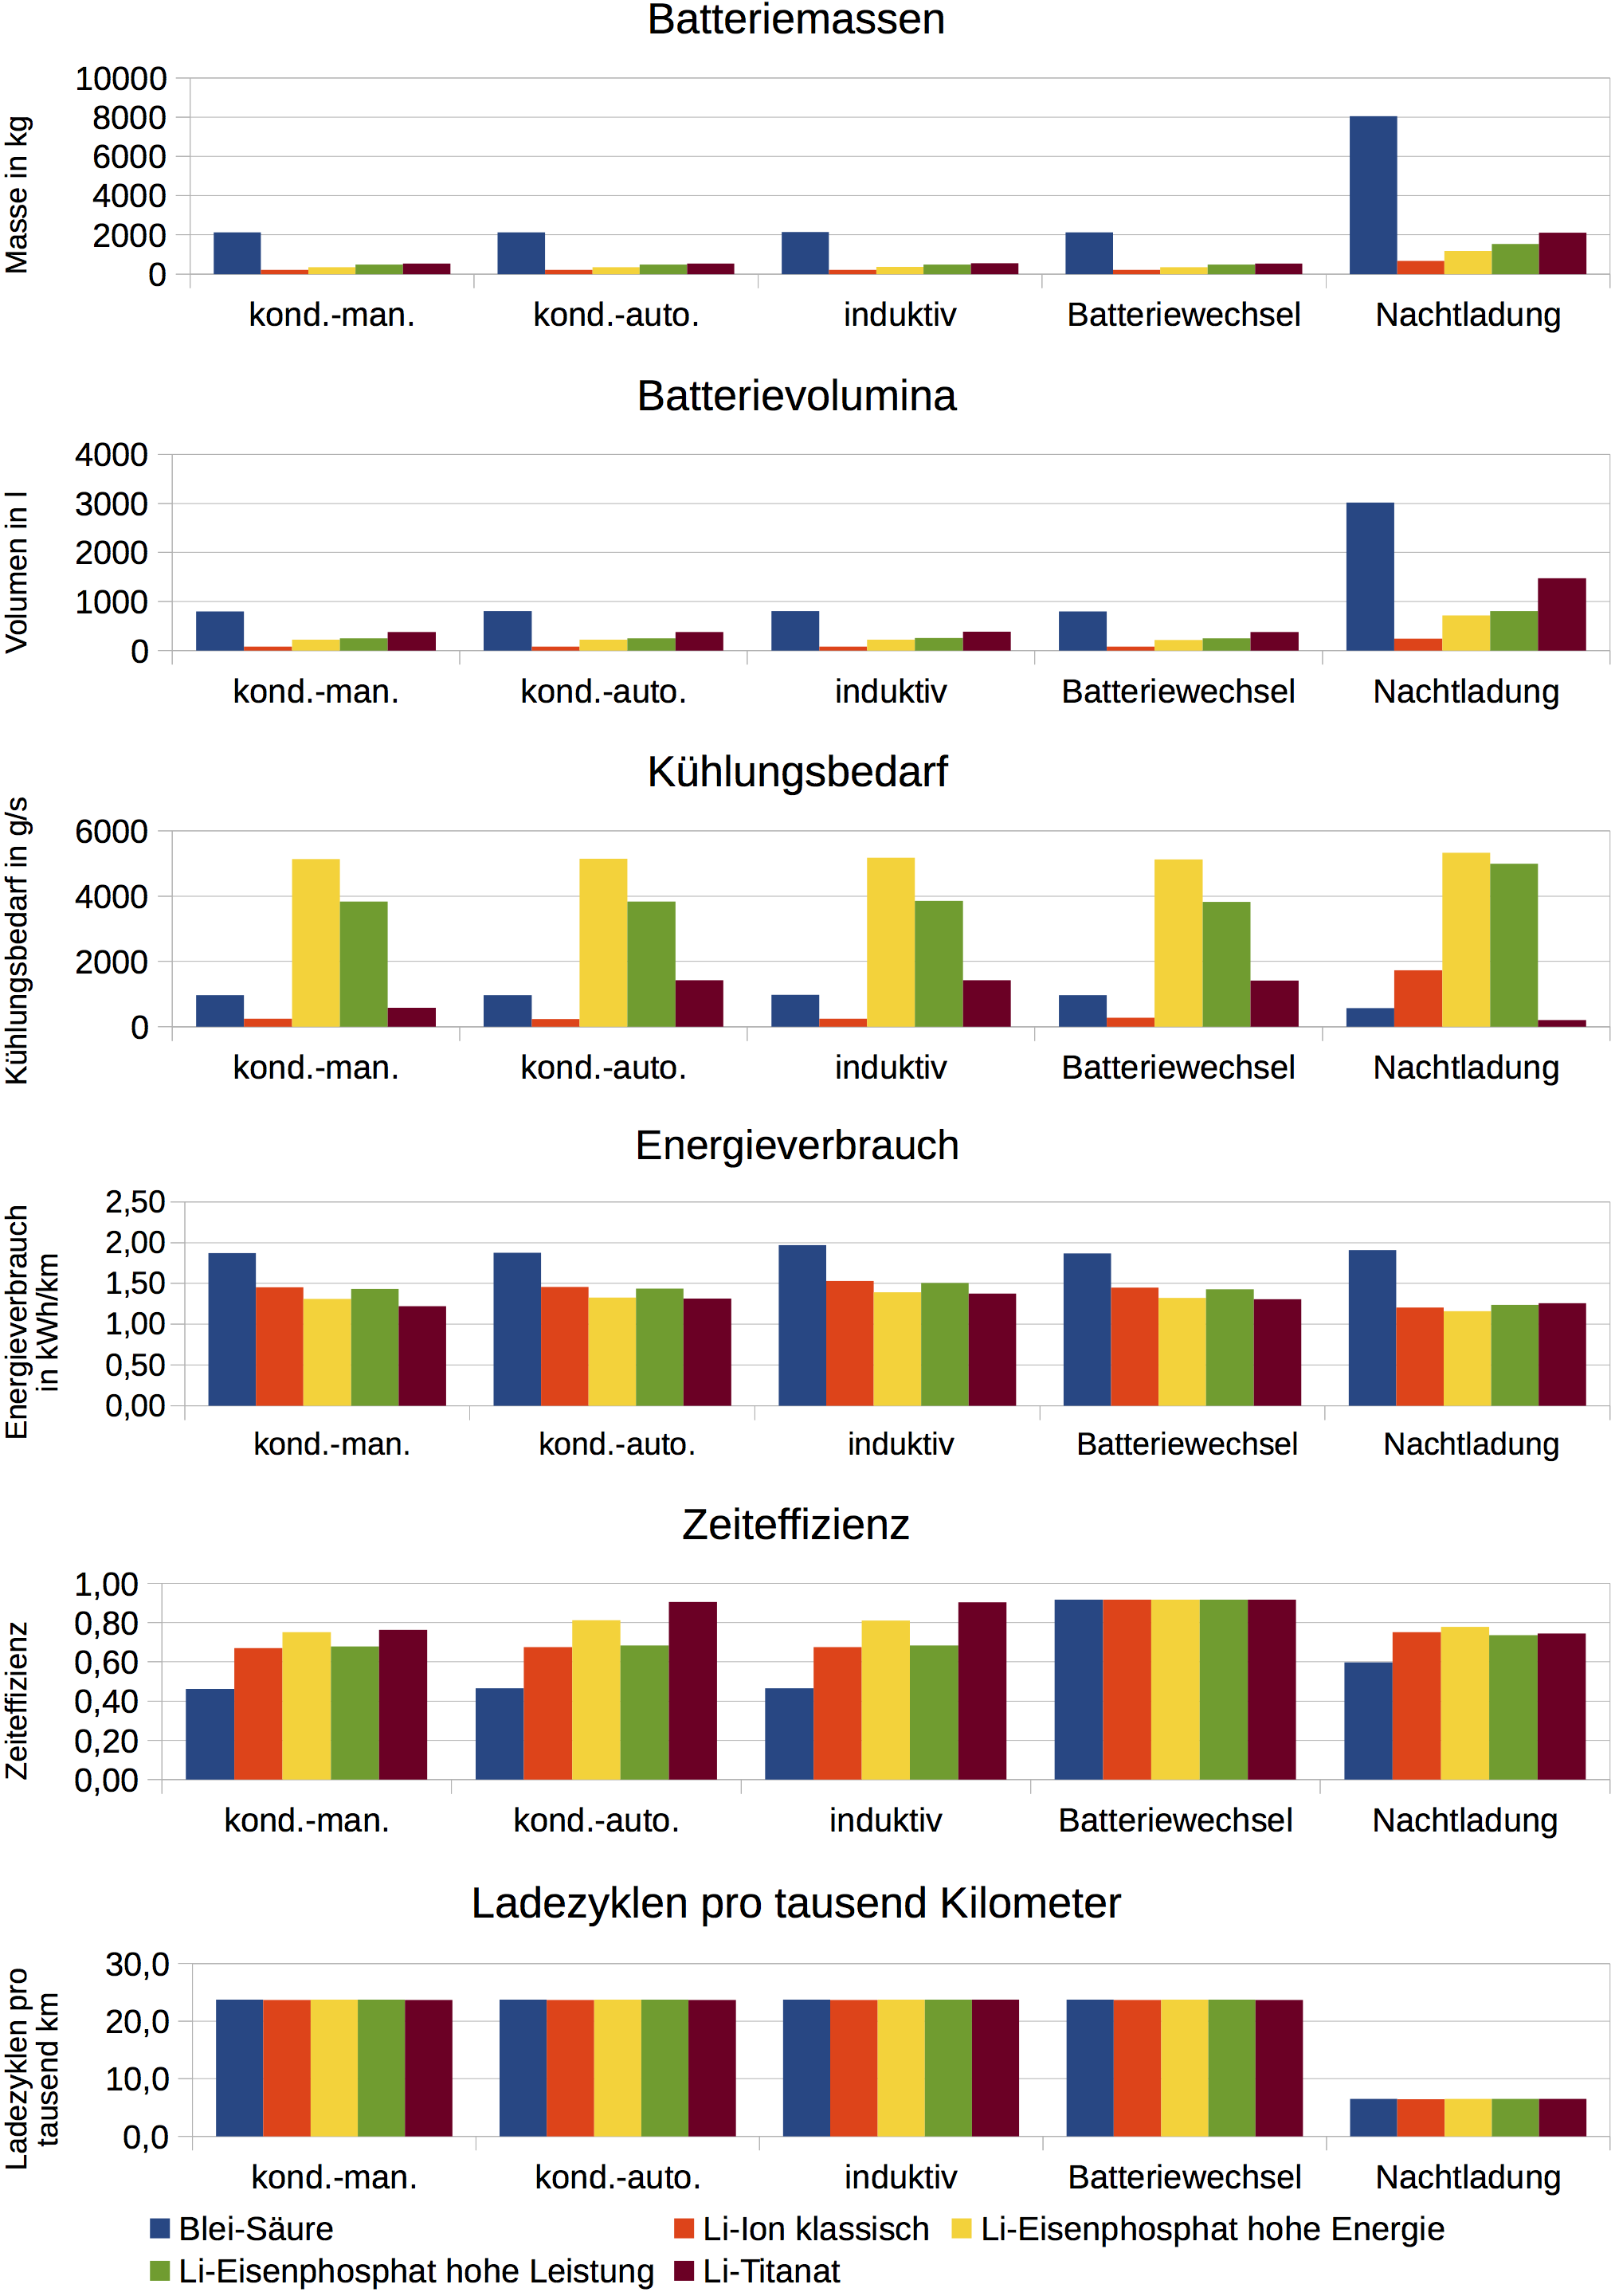 Batteriemassen
Masse in kg
10000
8000
6000
4000
2000
0
kond.-man. kond.-auto. induktiv Batteriewechsel Nachtladung
Batterievolumina
Volumen in l
4000
3000
2000
1000
0
kond.-man. kond.-auto. induktiv Batteriewechsel Nachtladung
Kühlungsbedarf
Kühlungsbedarf in g/s
6000
4000
2000
0
kond.-man. kond.-auto. induktiv Batteriewechsel Nachtladung
Energieverbrauch
Energieverbrauch
in kWh/km
2,50
2,00
1,50
1,00
0,50
0,00
kond.-man. kond.-auto. induktiv Batteriewechsel Nachtladung
Zeiteffizienz
Zeiteffizienz
1,00
0,80
0,60
0,40
0,20
0,00
kond.-man. kond.-auto. induktiv Batteriewechsel Nachtladung
Ladezyklen pro tausend Kilometer
Ladezyklen pro
tausend km
30,0
20,0
10,0
0,0
kond.-man. kond.-auto. induktiv Batteriewechsel Nachtladung
Blei-Säure Li-Ion klassisch Li-Eisenphosphat hohe Energie
Li-Eisenphosphat hohe Leistung Li-Titanat